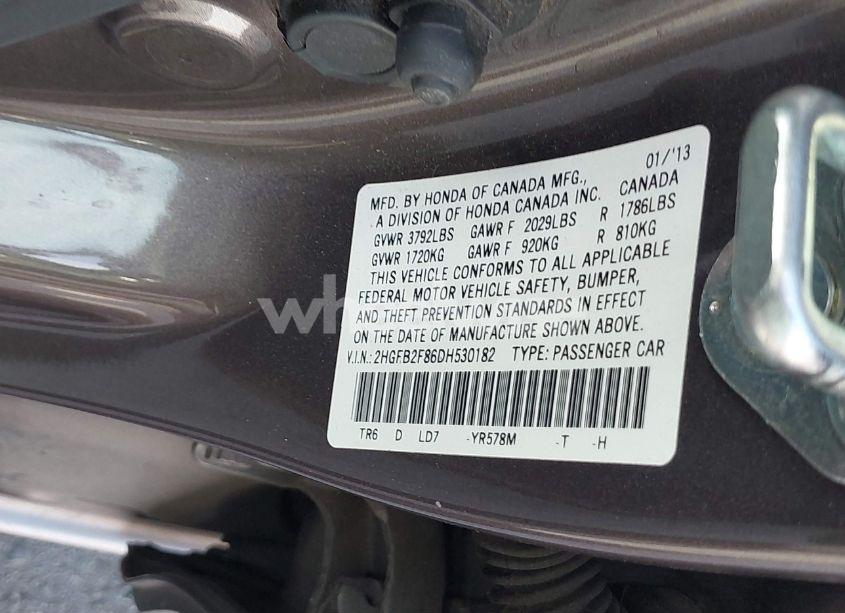 01/'13
MFD. BY HONDA OF CANADA MFG.,
A DIVISION OF HONDA CANADA INC. CANADA
GVWR 3792LBS GAWR F 2029LBS R 1786LBS
GVWR 1720KG GAWR F 920KG R 810KG
THIS VEHICLE CONFORMS TO ALL APPLICABLE
FEDERAL MOTOR VEHICLE SAFETY, BUMPER,
AND THEFT PREVENTION STANDARDS IN EFFECT
ON THE DATE OF MANUFACTURE SHOWN ABOVE.
V.I.N.: 2HGFB2F86DH530182 TYPE: PASSENGER CAR
TR6 D LD7 -YR578M -T -H